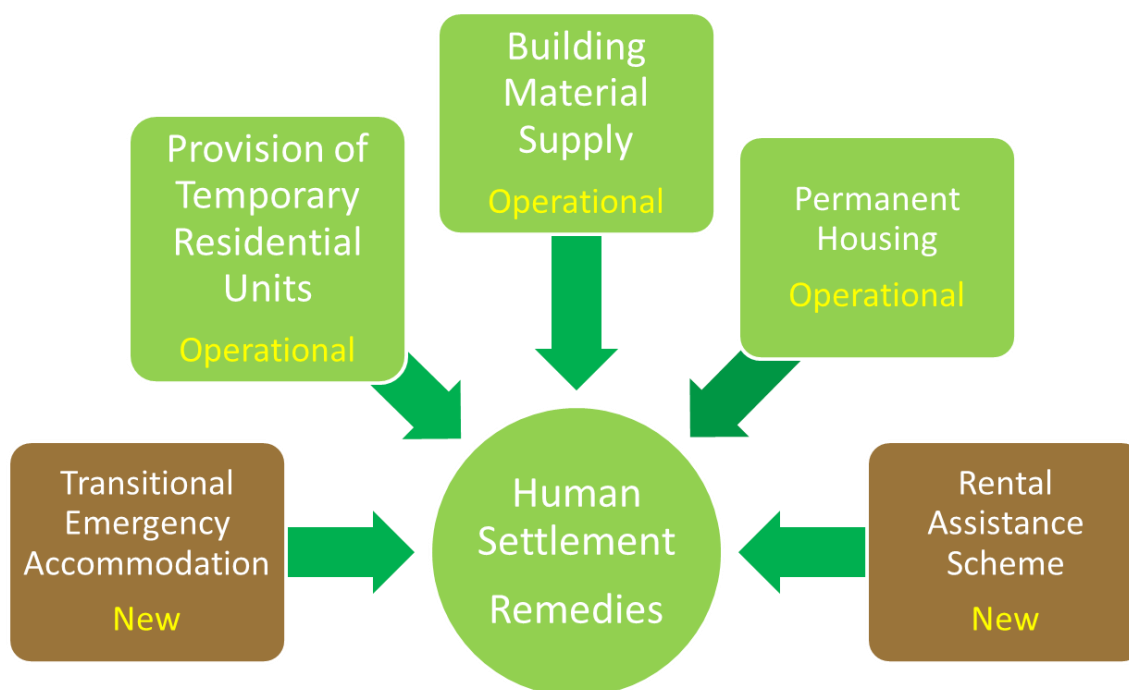 Building
Material
Supply
Operational
Provision of
Temporary
Residential
Units
Operational
Permanent
Housing
Operational
Transitional
Emergency
Accommodation
New
Human
Settlement
Remedies
Rental
Assistance
Scheme
New